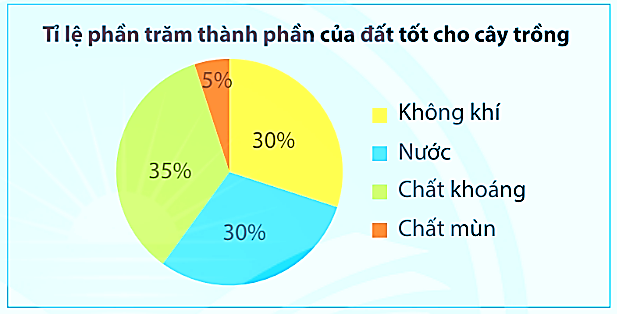 Tỉ lệ phần trăm thành phần của đất tốt cho cây trồng
5%
30%
35%
30%
Không khí
Nước
Chất khoáng
Chất mùn